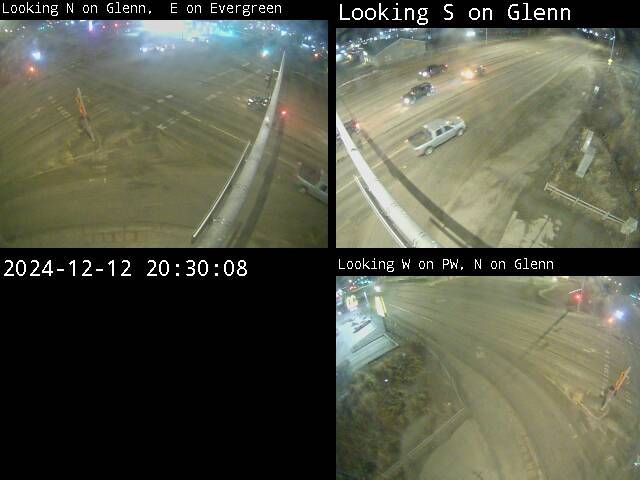 Looking N on Glenn, E on Evergreen
Looking S on Glenn
2024-12-12 20:30:08
Looking W on PW, N on Glenn